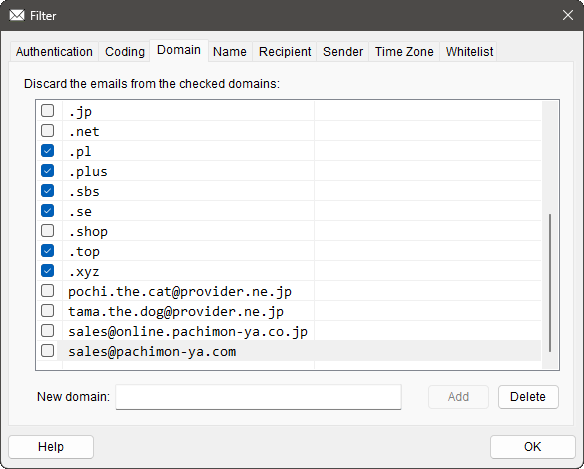 Filter
Authentication Coding Domain Name Recipient Sender Time Zone Whitelist
Discard the emails from the checked domains:
.jp
.net
.pl
.plus
.sbs
.se
.shop
.top
.xyz
pochi.the.cat@provider.ne.jp
tama.the.dog@provider.ne.jp
sales@online.pachimon-ya.co.jp
sales@pachimon-ya.com
New domain: Add Delete
Help OK